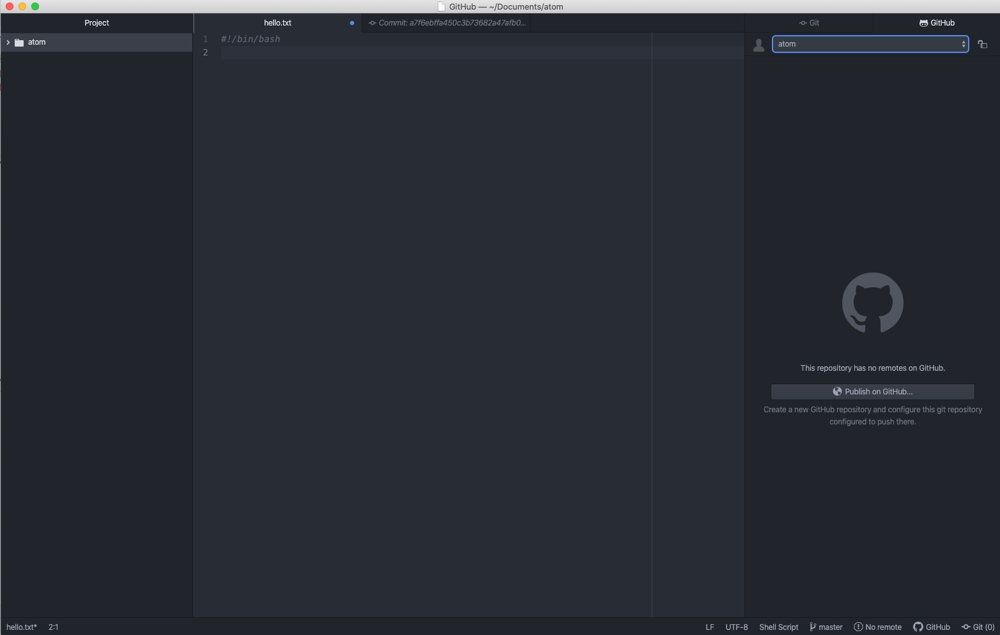 GitHub — ~/Documents/atom
Project
hello.txt
Commit: a7f6ebffa450c3b73682a47afb0...
Git
GitHub
atom
1 #!/bin/bash
2
atom
This repository has no remotes on GitHub.
Publish on GitHub...
Create a new GitHub repository and configure this git repository
configured to push there.
hello.txt* 2:1 LF UTF-8 Shell Script master No remote GitHub Git (0)